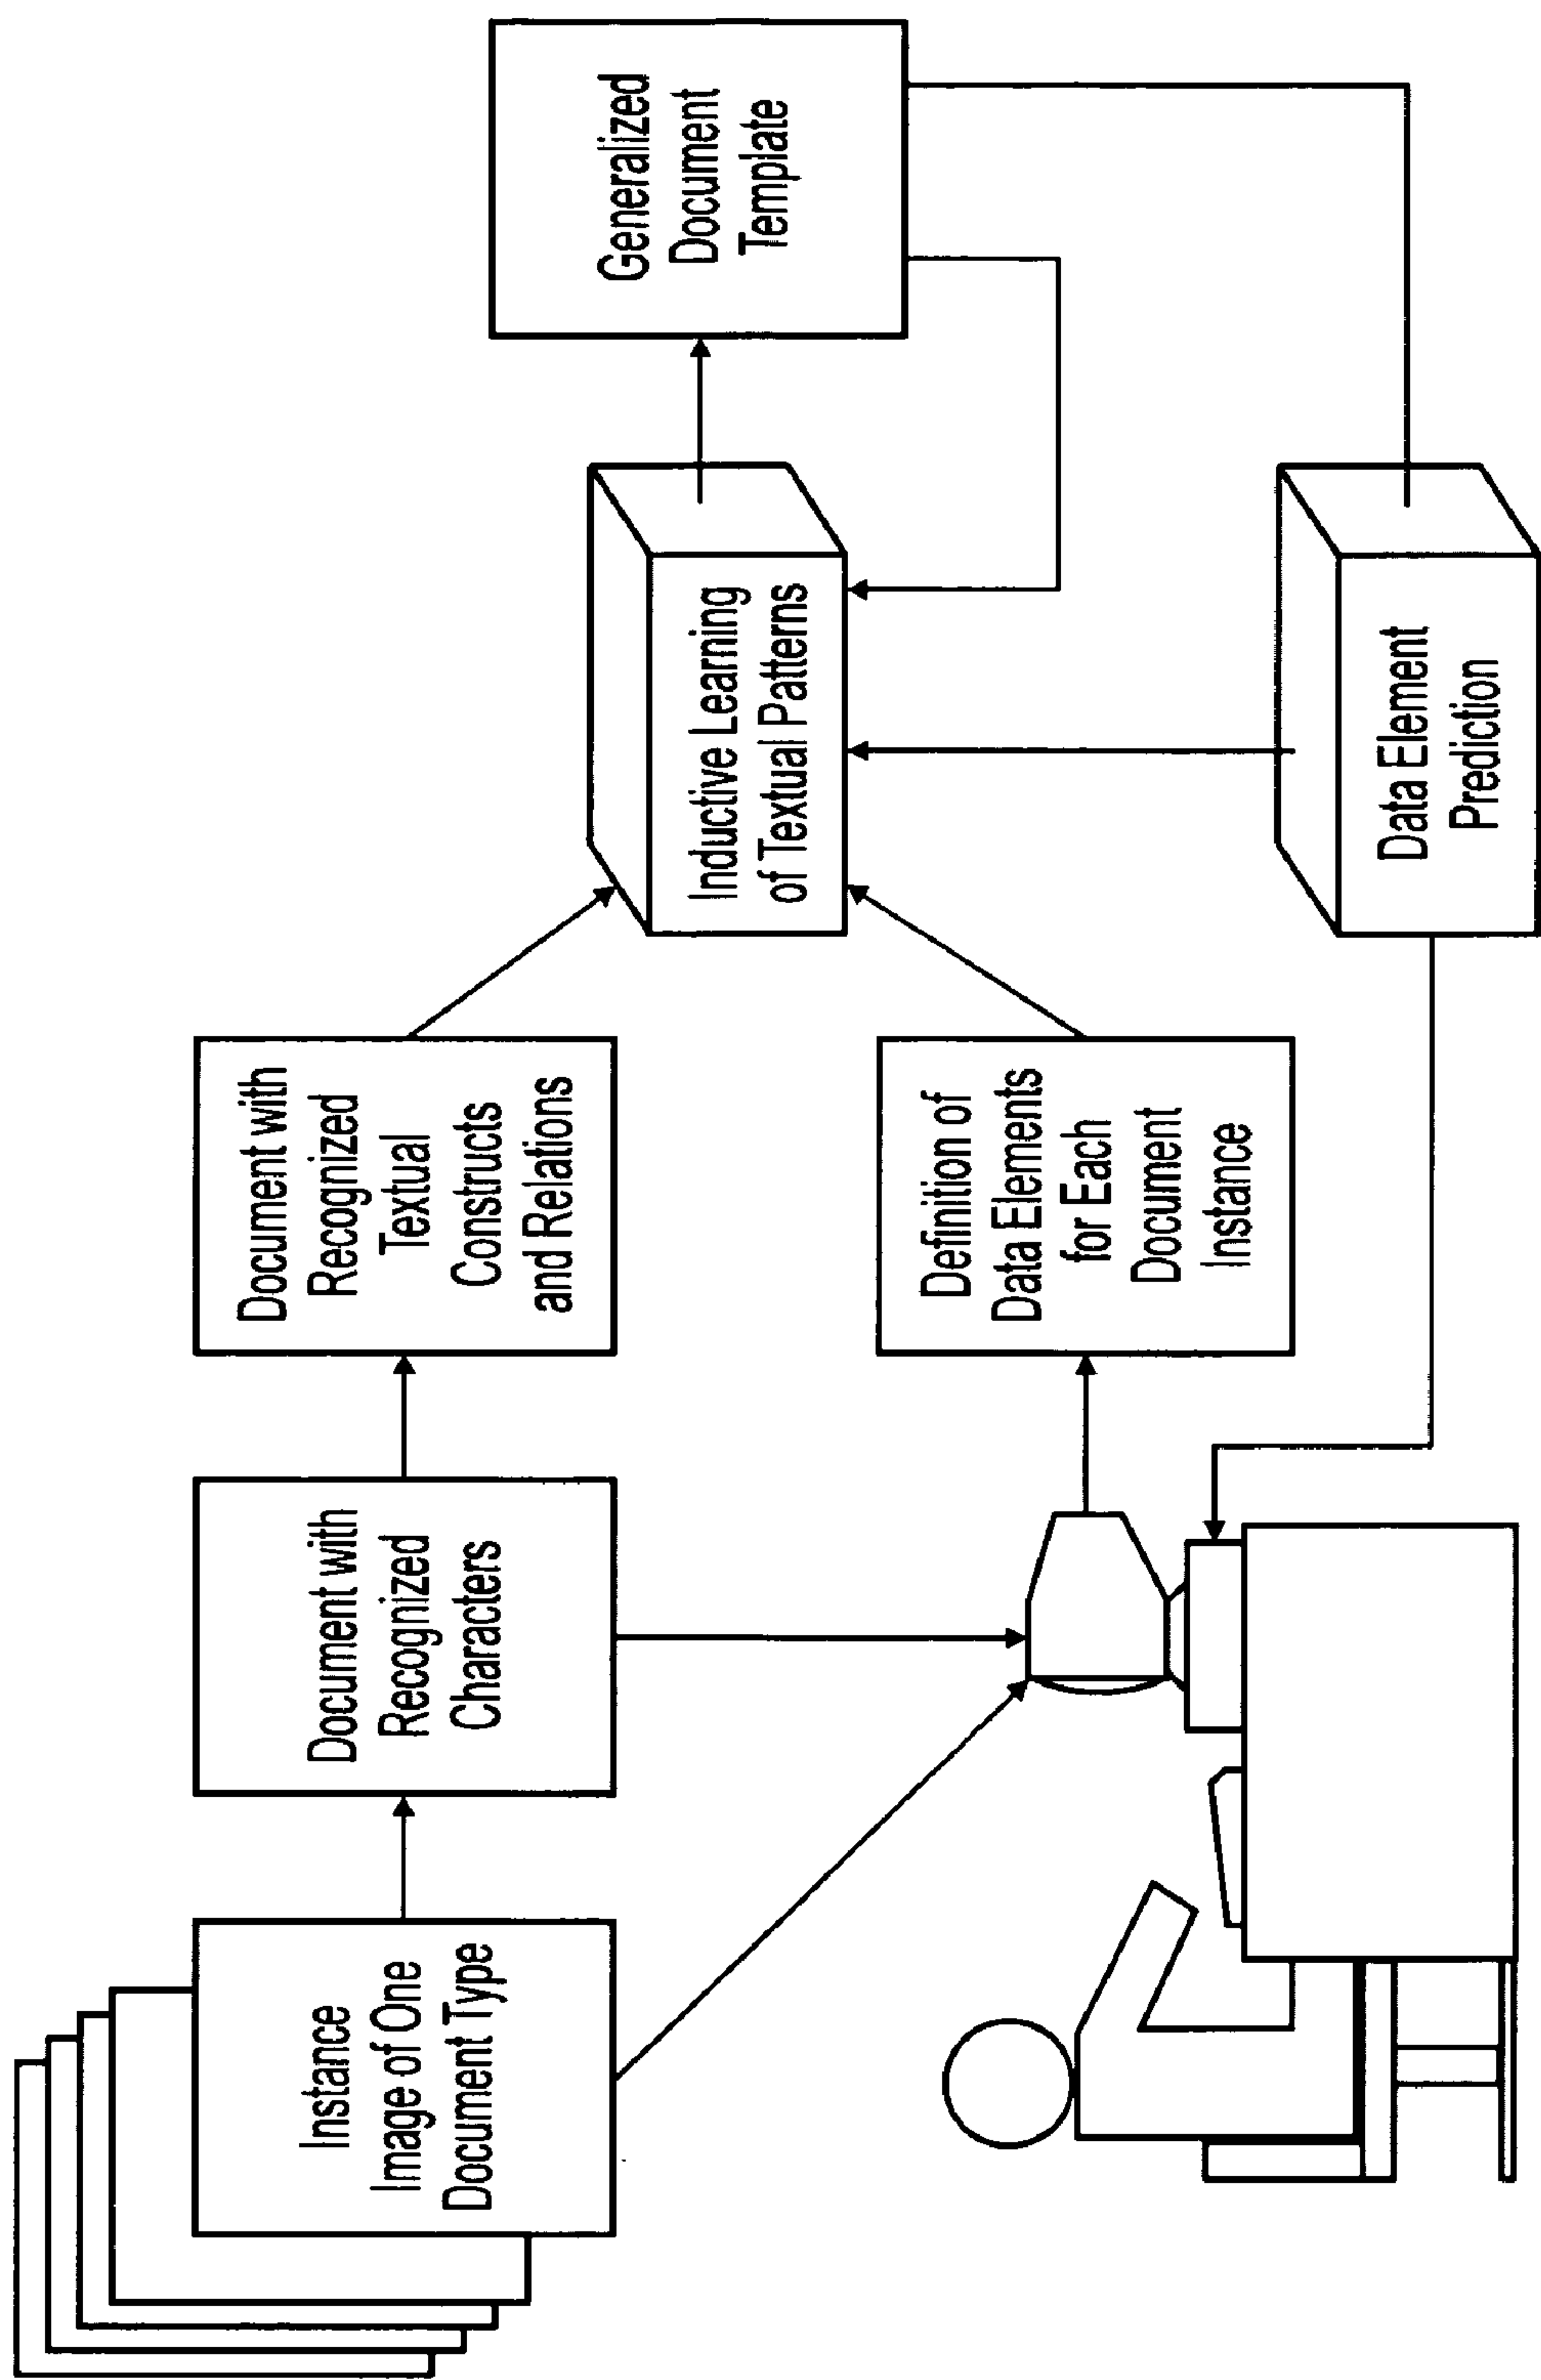 Instance
Image of One
Document Type
Document with
Recognized
Characters
Document with
Recognized
Textual
Constructs
and Relations
Definition of
Data Elements
for Each
Document
Instance
Inductive Learning
of Textual Patterns
Generalized
Document
Template
Data Element
Prediction